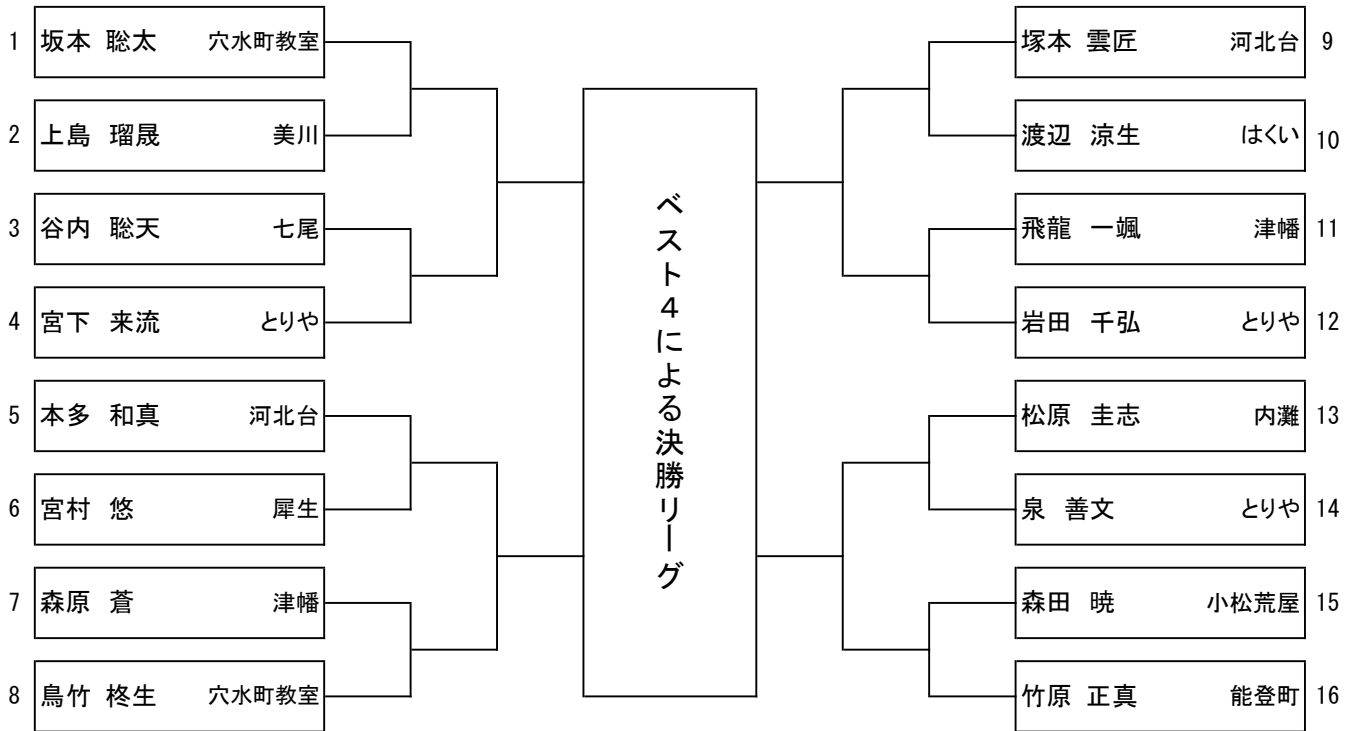 1 坂本 聡太 穴水町教室
2 上島 瑠晟 美川
3 谷内 聡天 七尾
4 宮下 来流 とりや
5 本多 和真 河北台
6 宮村 悠 犀生
7 森原 蒼 津幡
8 鳥竹 柊生 穴水町教室
ベスト4による決勝リーグ
塚本 雲匠 河北台 9
渡辺 涼生 はくい 10
飛龍 一颯 津幡 11
岩田 千弘 とりや 12
松原 圭志 内灘 13
泉 善文 とりや 14
森田 暁 小松荒屋 15
竹原 正真 能登町 16